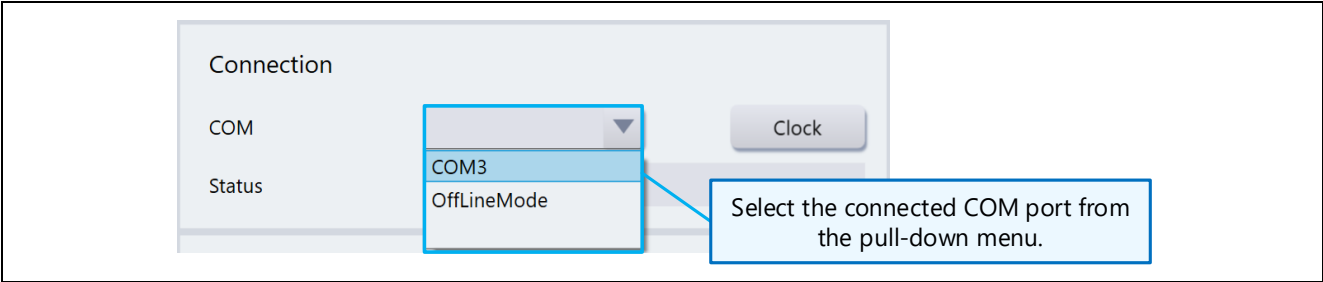 Connection
COM
Clock
COM3
Status
OffLineMode
Select the connected COM port from
the pull-down menu.